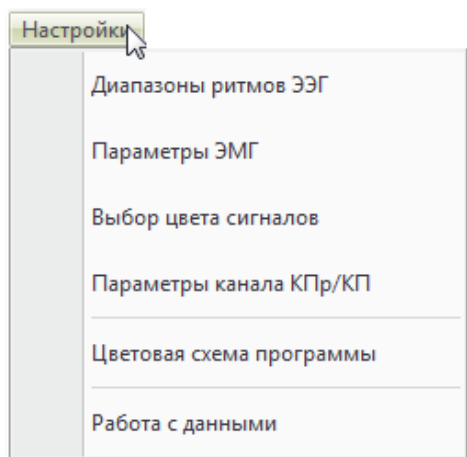 Настройки
Диапазоны ритмов ЭЭГ
Параметры ЭМГ
Выбор цвета сигналов
Параметры канала КПр/КП
Цветовая схема программы
Работа с данными